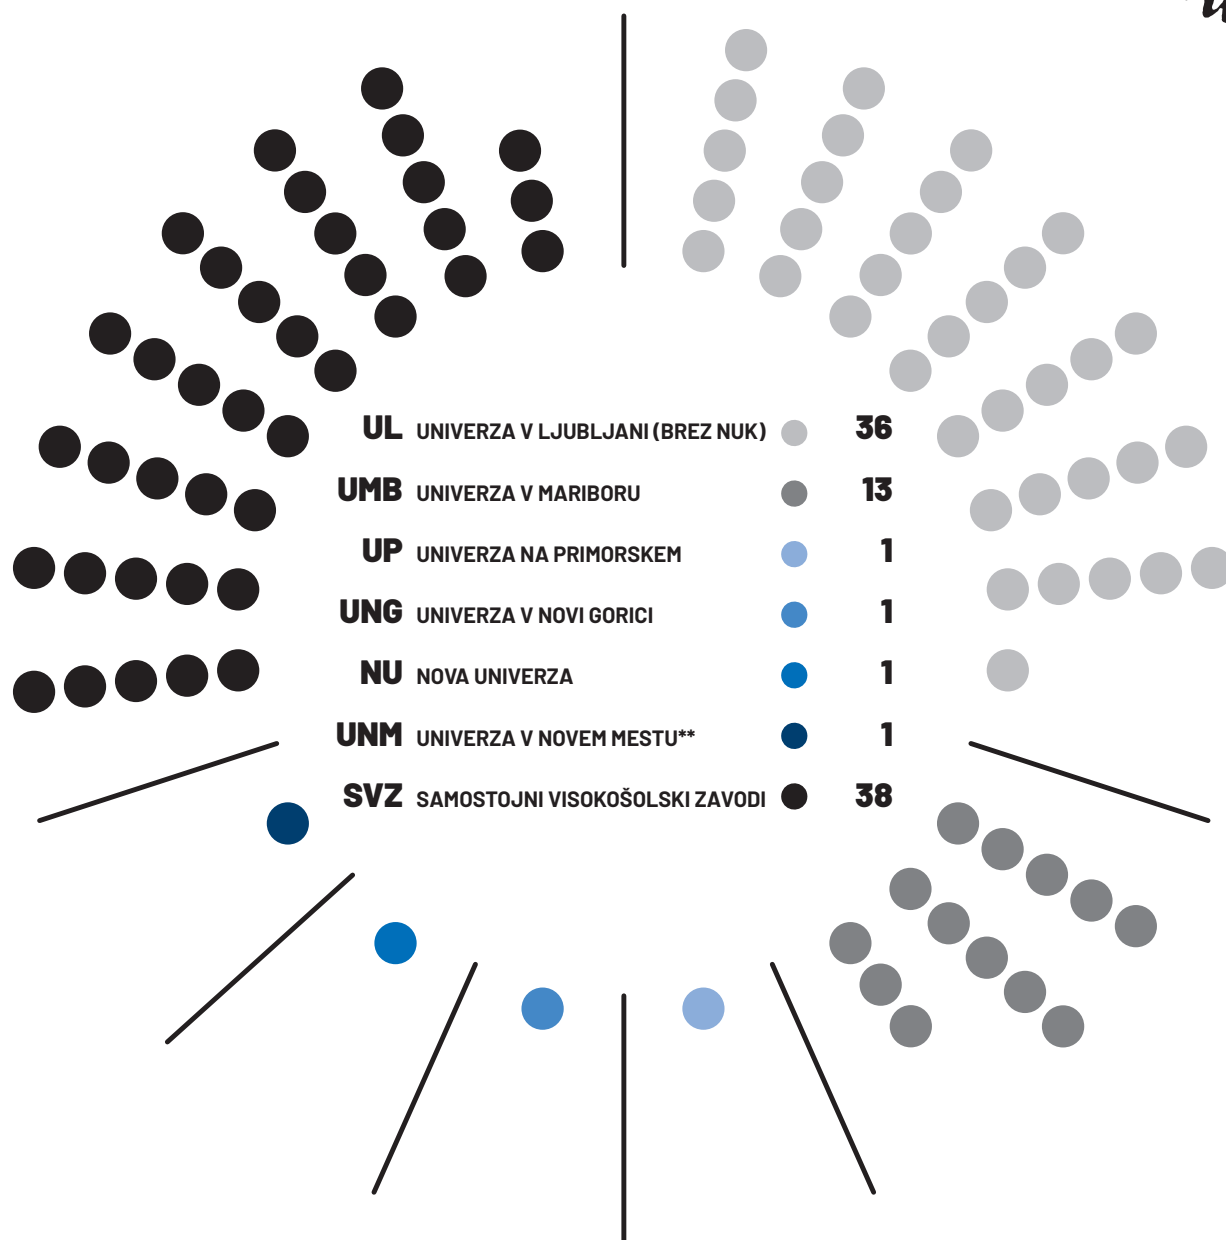 UL UNIVERZA V LJUBLJANI (BREZ NUK) 36
UMB UNIVERZA V MARIBORU 13
UP UNIVERZA NA PRIMORSKEM 1
UNG UNIVERZA V NOVI GORICI 1
NU NOVA UNIVERZA 1
UNM UNIVERZA V NOVEM MESTU** 1
SVZ SAMOSTOJNI VISOKOŠOLSKI ZAVODI 38